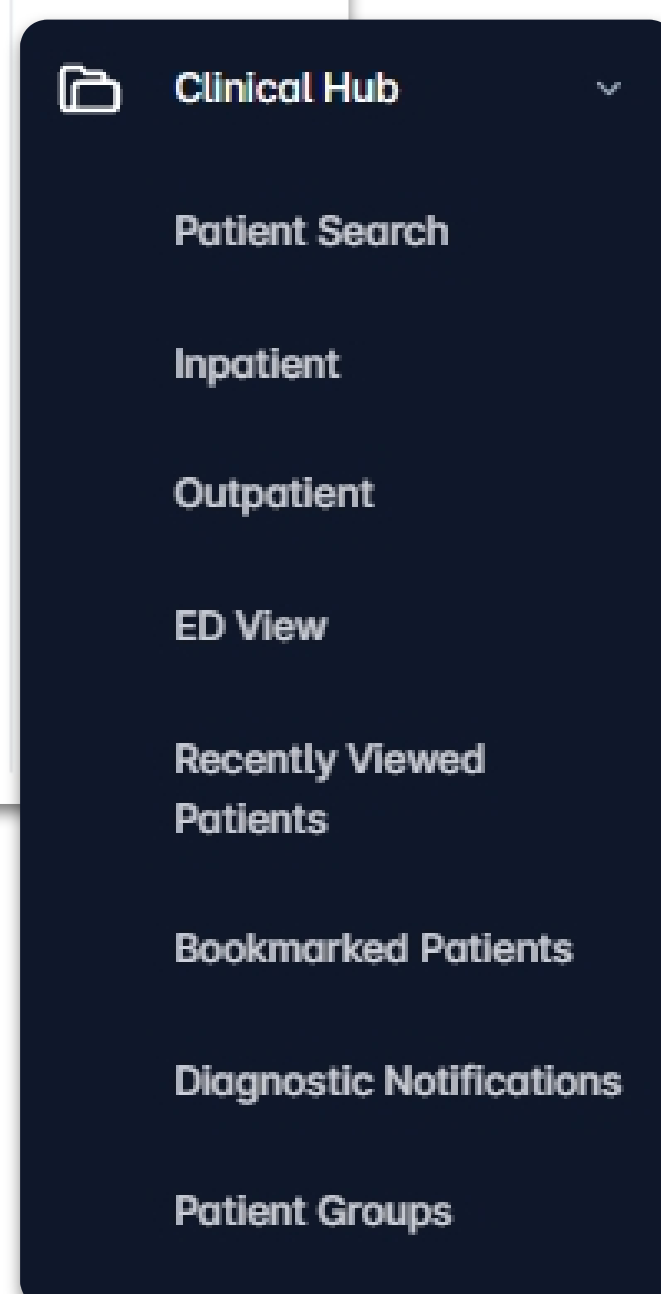 Clinical Hub
Patient Search
Inpatient
Outpatient
ED View
Recently Viewed
Patients
Bookmarked Patients
Diagnostic Notifications
Patient Groups